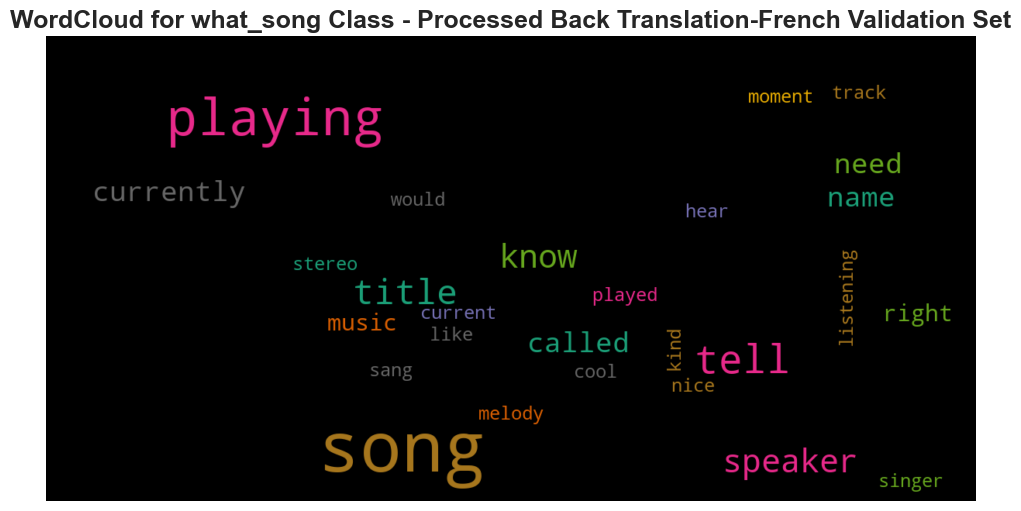 WordCloud for what_song Class - Processed Back Translation-French Validation Set
moment
track
playing
need
currently
name
would
hear
know
stereo
listening
title
played
current
right
music
like
called
kind
tell
sang
cool
nice
melody
song
speaker
singer